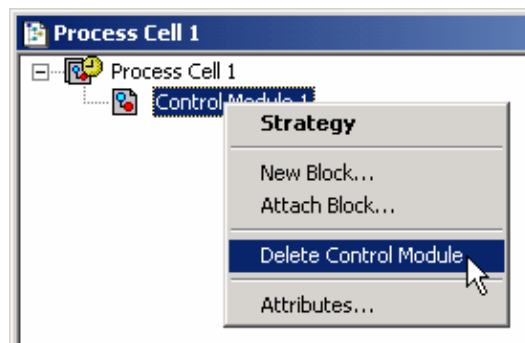 Process Cell 1
Process Cell 1
Control Module 1
Strategy
New Block...
Attach Block...
Delete Control Module
Attributes...